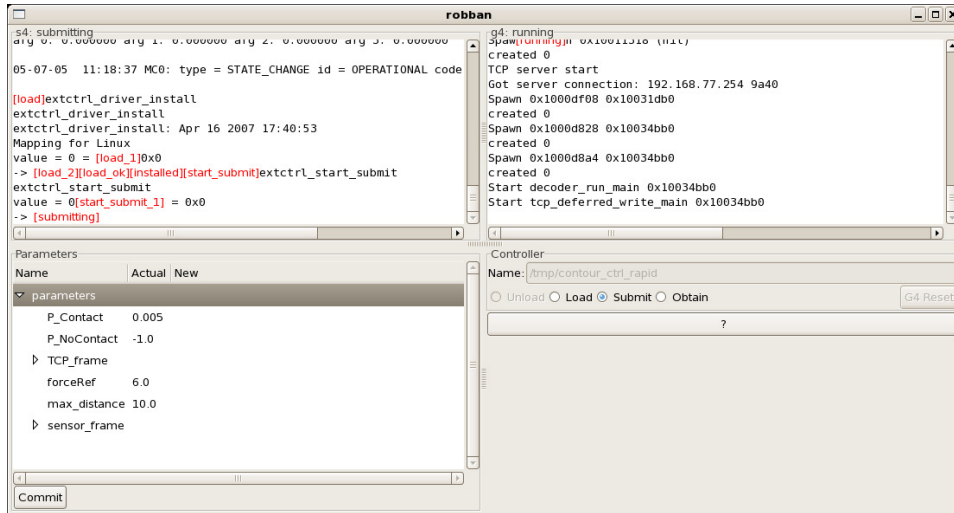 robban
s4: submitting
arg 0: 0.000000 arg 1: 0.000000 arg 2: 0.000000 arg 3: 0.000000
05-07-05 11:18:37 MC0: type = STATE_CHANGE id = OPERATIONAL code
[load]extctrl_driver_install
extctrl_driver_install
extctrl_driver_install: Apr 16 2007 17:40:53
Mapping for Linux
value = 0 = [load_1]0x0
-> [load_2][load_ok][installed][start_submit]extctrl_start_submit
extctrl_start_submit
value = 0[start_submit_1] = 0x0
-> [submitting]
g4: running
Spaw[running]n 0x10011518 (nil)
created 0
TCP server start
Got server connection: 192.168.77.254 9a40
Spawn 0x1000df08 0x10031db0
created 0
Spawn 0x1000d828 0x10034bb0
created 0
Spawn 0x1000d8a4 0x10034bb0
created 0
Start decoder_run_main 0x10034bb0
Start tcp_deferred_write_main 0x10034bb0
Parameters
Name Actual New
parameters
P_Contact 0.005
P_NoContact -1.0
TCP_frame
forceRef 6.0
max_distance 10.0
sensor_frame
Commit
Controller
Name: /tmp/contour_ctrl_rapid
Unload Load Submit Obtain G4 Reset
?